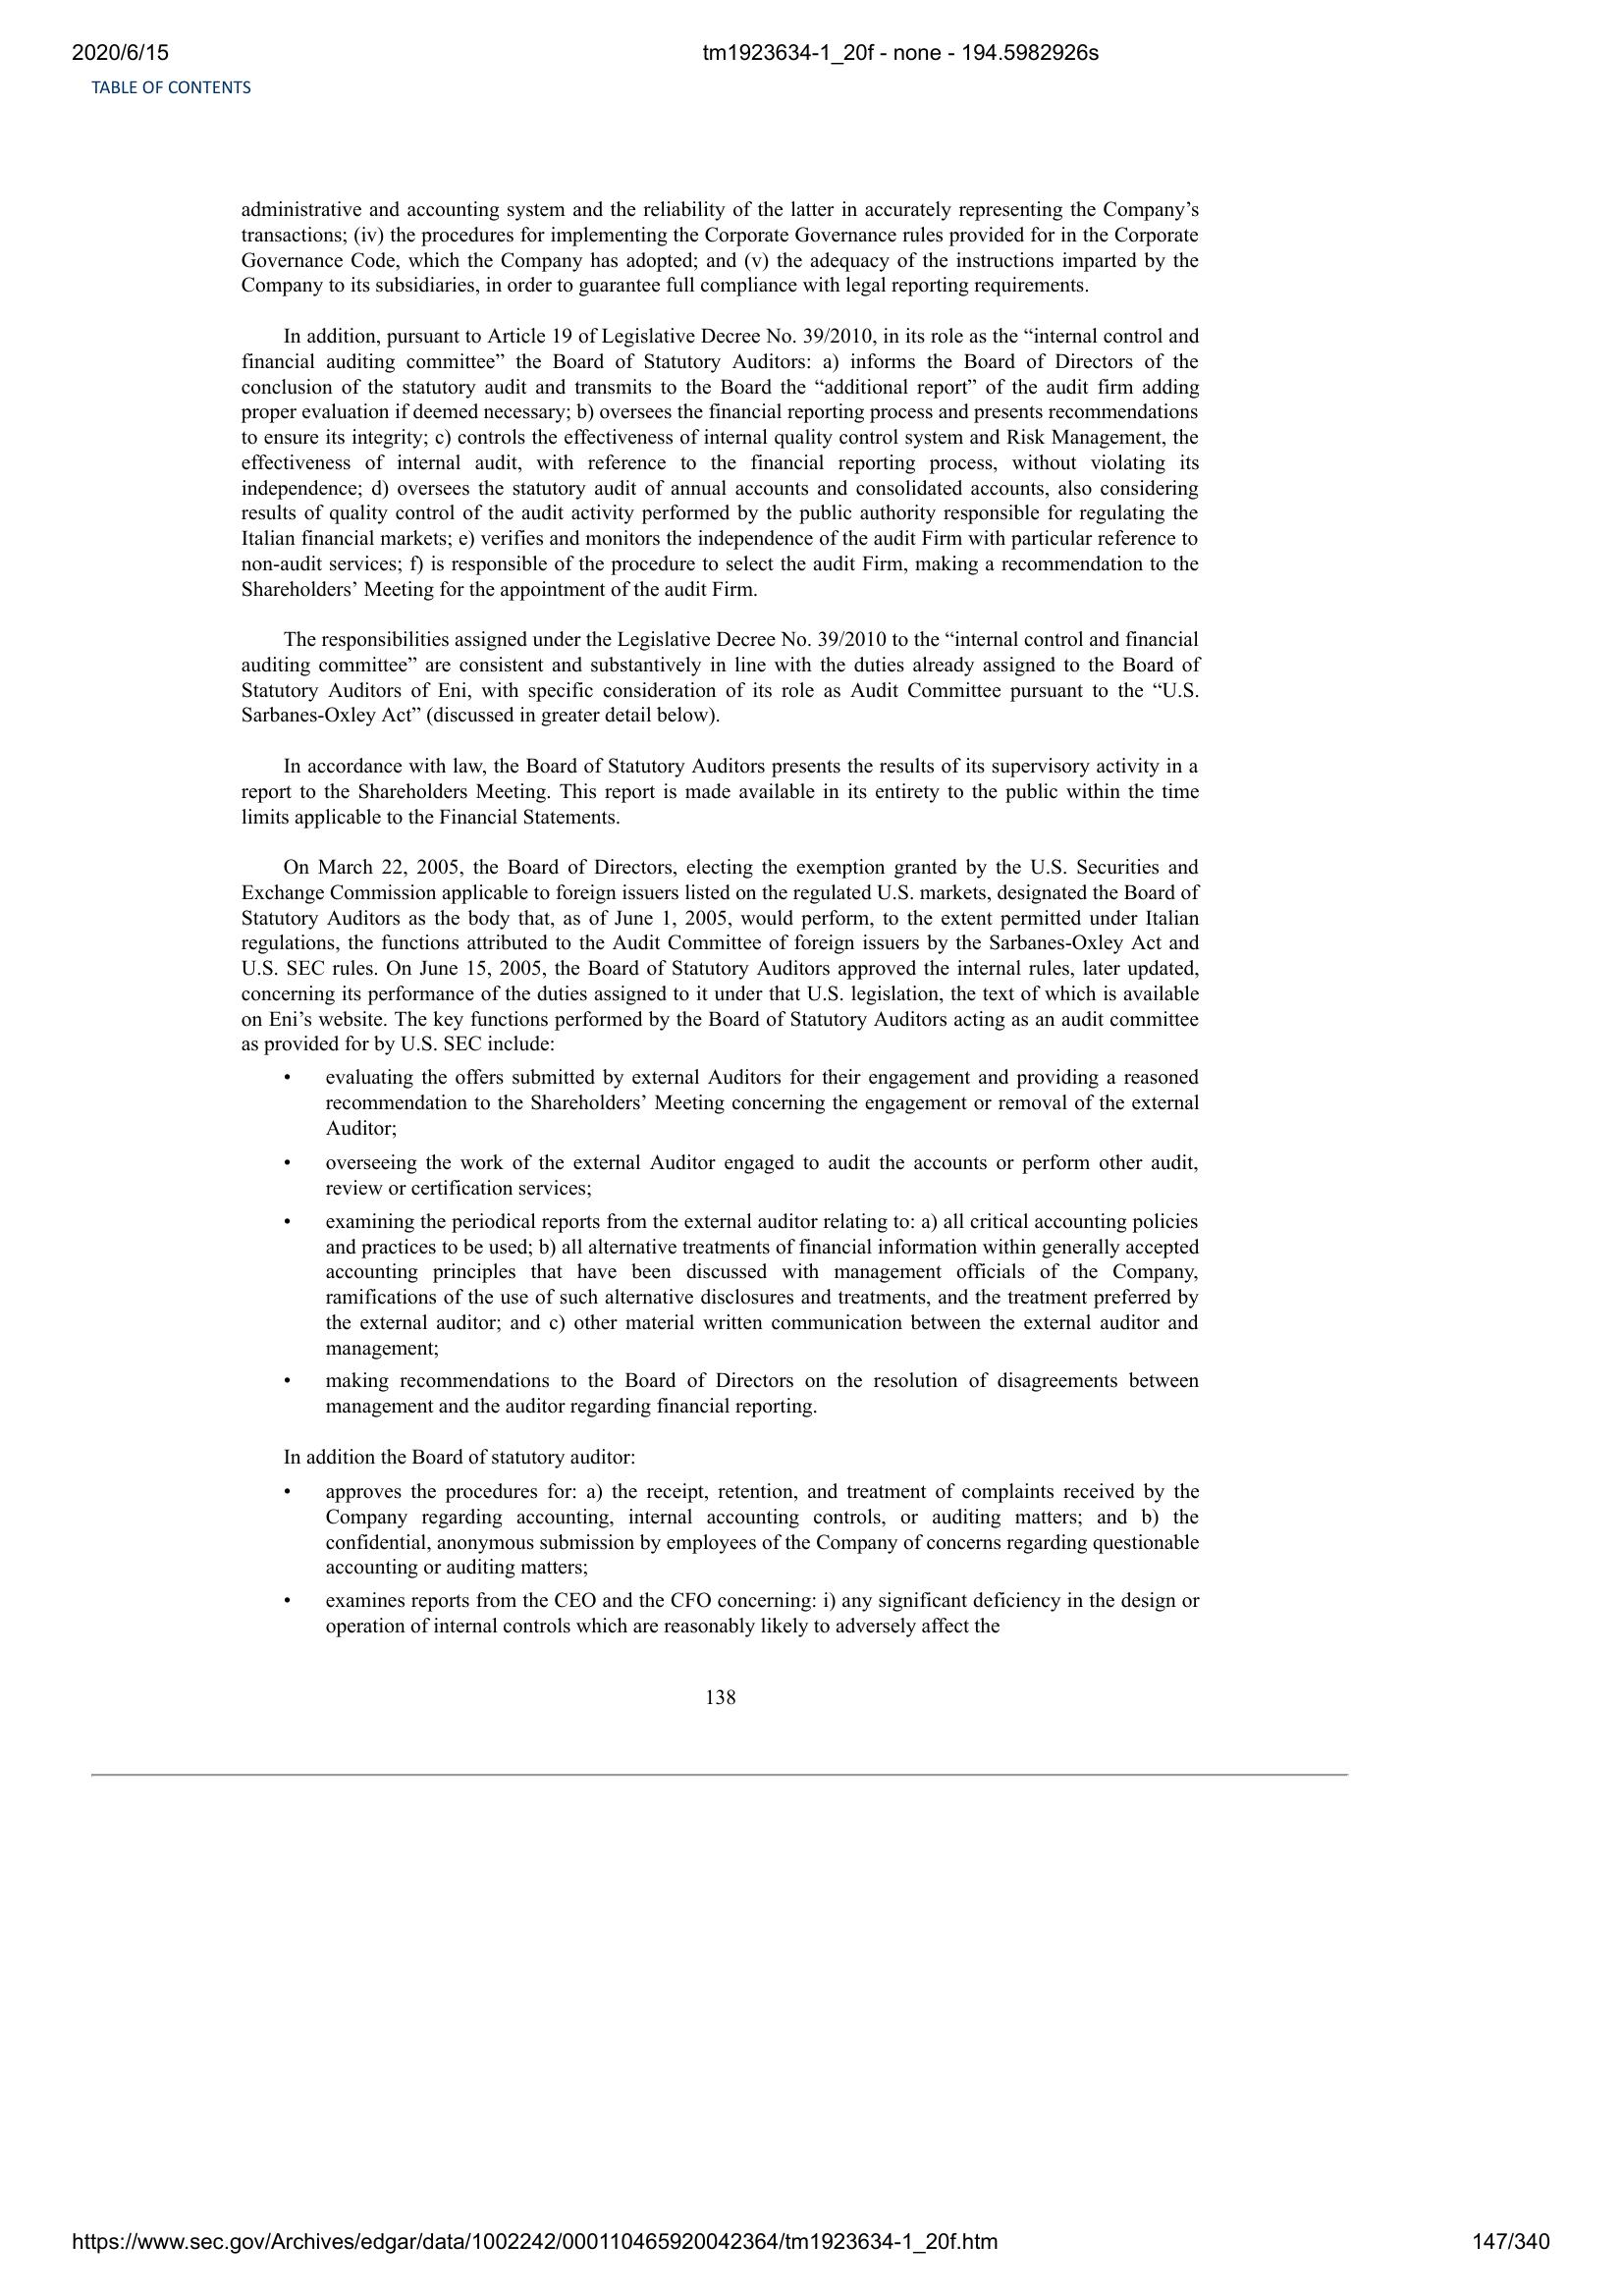 2020/6/15
tm1923634-1_20f - none - 194.5982926s
TABLE OF CONTENTS
administrative and accounting system and the reliability of the latter in accurately representing the Company’s
transactions; (iv) the procedures for implementing the Corporate Governance rules provided for in the Corporate
Governance Code, which the Company has adopted; and (v) the adequacy of the instructions imparted by the
Company to its subsidiaries, in order to guarantee full compliance with legal reporting requirements.
In addition, pursuant to Article 19 of Legislative Decree No. 39/2010, in its role as the “internal control and
financial auditing committee” the Board of Statutory Auditors: a) informs the Board of Directors of the
conclusion of the statutory audit and transmits to the Board the “additional report” of the audit firm adding
proper evaluation if deemed necessary; b) oversees the financial reporting process and presents recommendations
to ensure its integrity; c) controls the effectiveness of internal quality control system and Risk Management, the
effectiveness of internal audit, with reference to the financial reporting process, without violating its
independence; d) oversees the statutory audit of annual accounts and consolidated accounts, also considering
results of quality control of the audit activity performed by the public authority responsible for regulating the
Italian financial markets; e) verifies and monitors the independence of the audit Firm with particular reference to
non-audit services; f) is responsible of the procedure to select the audit Firm, making a recommendation to the
Shareholders’ Meeting for the appointment of the audit Firm.
The responsibilities assigned under the Legislative Decree No. 39/2010 to the “internal control and financial
auditing committee” are consistent and substantively in line with the duties already assigned to the Board of
Statutory Auditors of Eni, with specific consideration of its role as Audit Committee pursuant to the “U.S.
Sarbanes-Oxley Act” (discussed in greater detail below).
In accordance with law, the Board of Statutory Auditors presents the results of its supervisory activity in a
report to the Shareholders Meeting. This report is made available in its entirety to the public within the time
limits applicable to the Financial Statements.
On March 22, 2005, the Board of Directors, electing the exemption granted by the U.S. Securities and
Exchange Commission applicable to foreign issuers listed on the regulated U.S. markets, designated the Board of
Statutory Auditors as the body that, as of June 1, 2005, would perform, to the extent permitted under Italian
regulations, the functions attributed to the Audit Committee of foreign issuers by the Sarbanes-Oxley Act and
U.S. SEC rules. On June 15, 2005, the Board of Statutory Auditors approved the internal rules, later updated,
concerning its performance of the duties assigned to it under that U.S. legislation, the text of which is available
on Eni’s website. The key functions performed by the Board of Statutory Auditors acting as an audit committee
as provided for by U.S. SEC include:
• evaluating the offers submitted by external Auditors for their engagement and providing a reasoned
recommendation to the Shareholders’ Meeting concerning the engagement or removal of the external
Auditor;
• overseeing the work of the external Auditor engaged to audit the accounts or perform other audit,
review or certification services;
• examining the periodical reports from the external auditor relating to: a) all critical accounting policies
and practices to be used; b) all alternative treatments of financial information within generally accepted
accounting principles that have been discussed with management officials of the Company,
ramifications of the use of such alternative disclosures and treatments, and the treatment preferred by
the external auditor; and c) other material written communication between the external auditor and
management;
• making recommendations to the Board of Directors on the resolution of disagreements between
management and the auditor regarding financial reporting.
In addition the Board of statutory auditor:
• approves the procedures for: a) the receipt, retention, and treatment of complaints received by the
Company regarding accounting, internal accounting controls, or auditing matters; and b) the
confidential, anonymous submission by employees of the Company of concerns regarding questionable
accounting or auditing matters;
• examines reports from the CEO and the CFO concerning: i) any significant deficiency in the design or
operation of internal controls which are reasonably likely to adversely affect the
138
https://www.sec.gov/Archives/edgar/data/1002242/000110465920042364/tm1923634-1_20f.htm
147/340